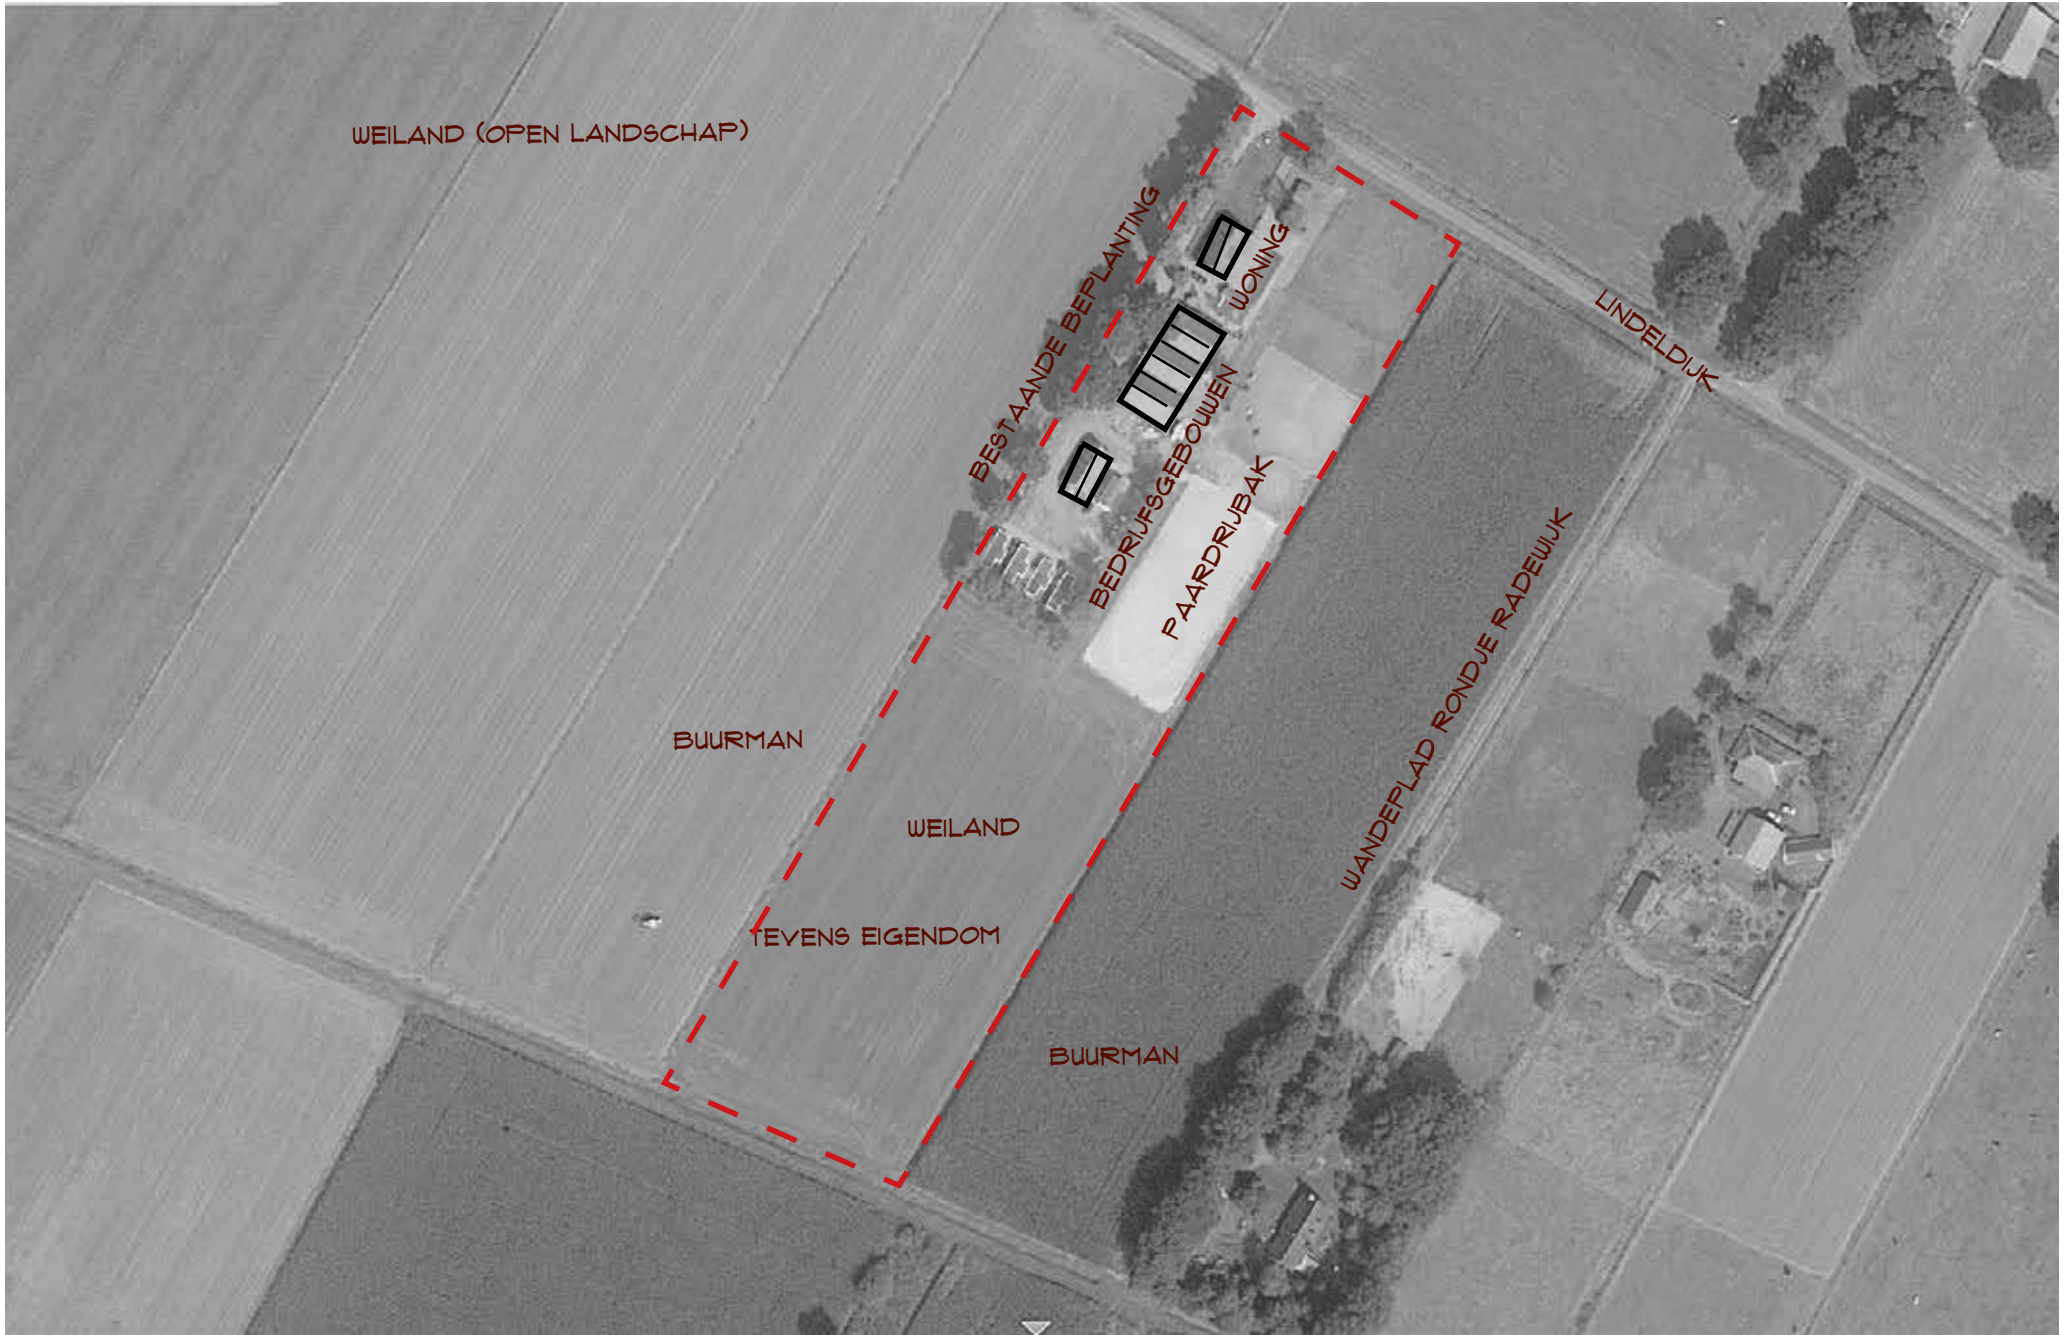 WEILAND (OPEN LANDSCHAP)
BESTAANDE BEPLANTING
WONING
LINDELDIJK
BEDRIJFSGEBOUWEN
PAARDRIJBAK
WANDEPLAD RONDJE RADEWIJK
BUURMAN
WEILAND
TEVENS EIGENDOM
BUURMAN